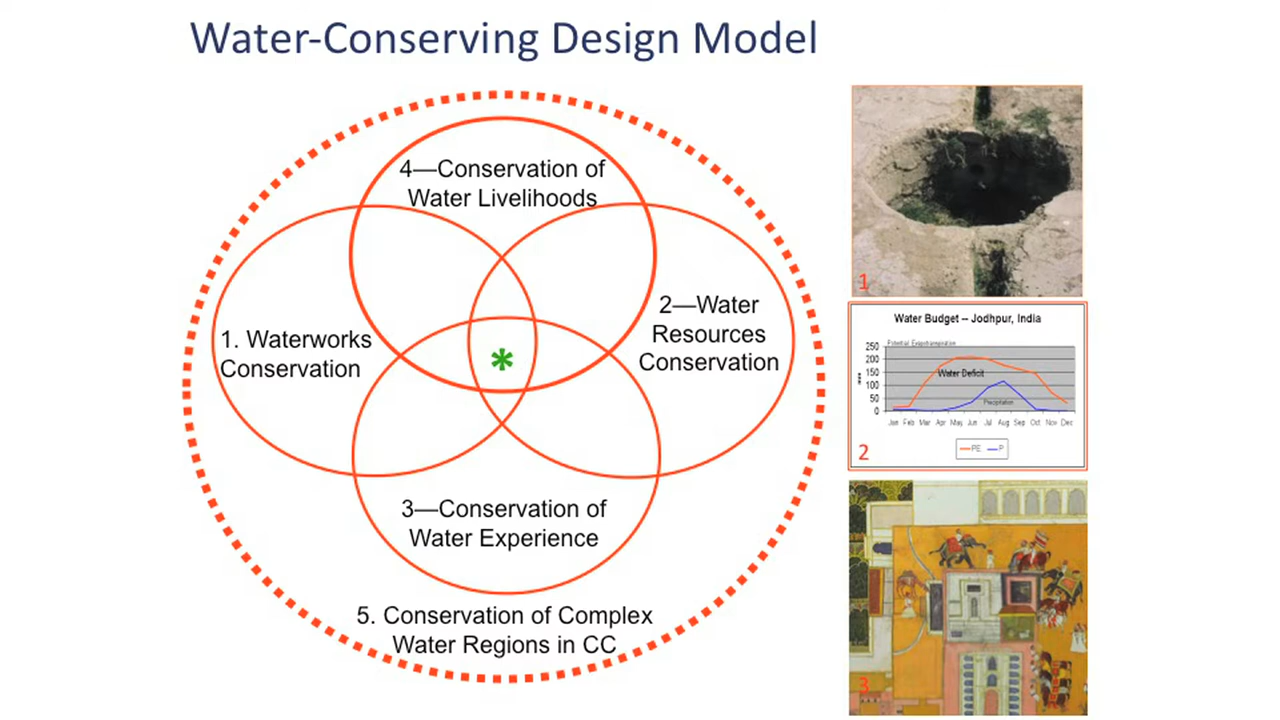 Water-Conserving Design Model
4—Conservation of
Water Livelihoods
1. Waterworks
Conservation
2—Water
Resources
Conservation
3—Conservation of
Water Experience
5. Conservation of Complex
Water Regions in CC
1
Water Budget -- Jodhpur, India
Potential Evapotranspiration
250
200
150
100
50
0
mm
Water Deficit
Precipitation
Jan Feb Mar Apr May Jun Jul Aug Sep Oct Nov Dec
PE P
2
3